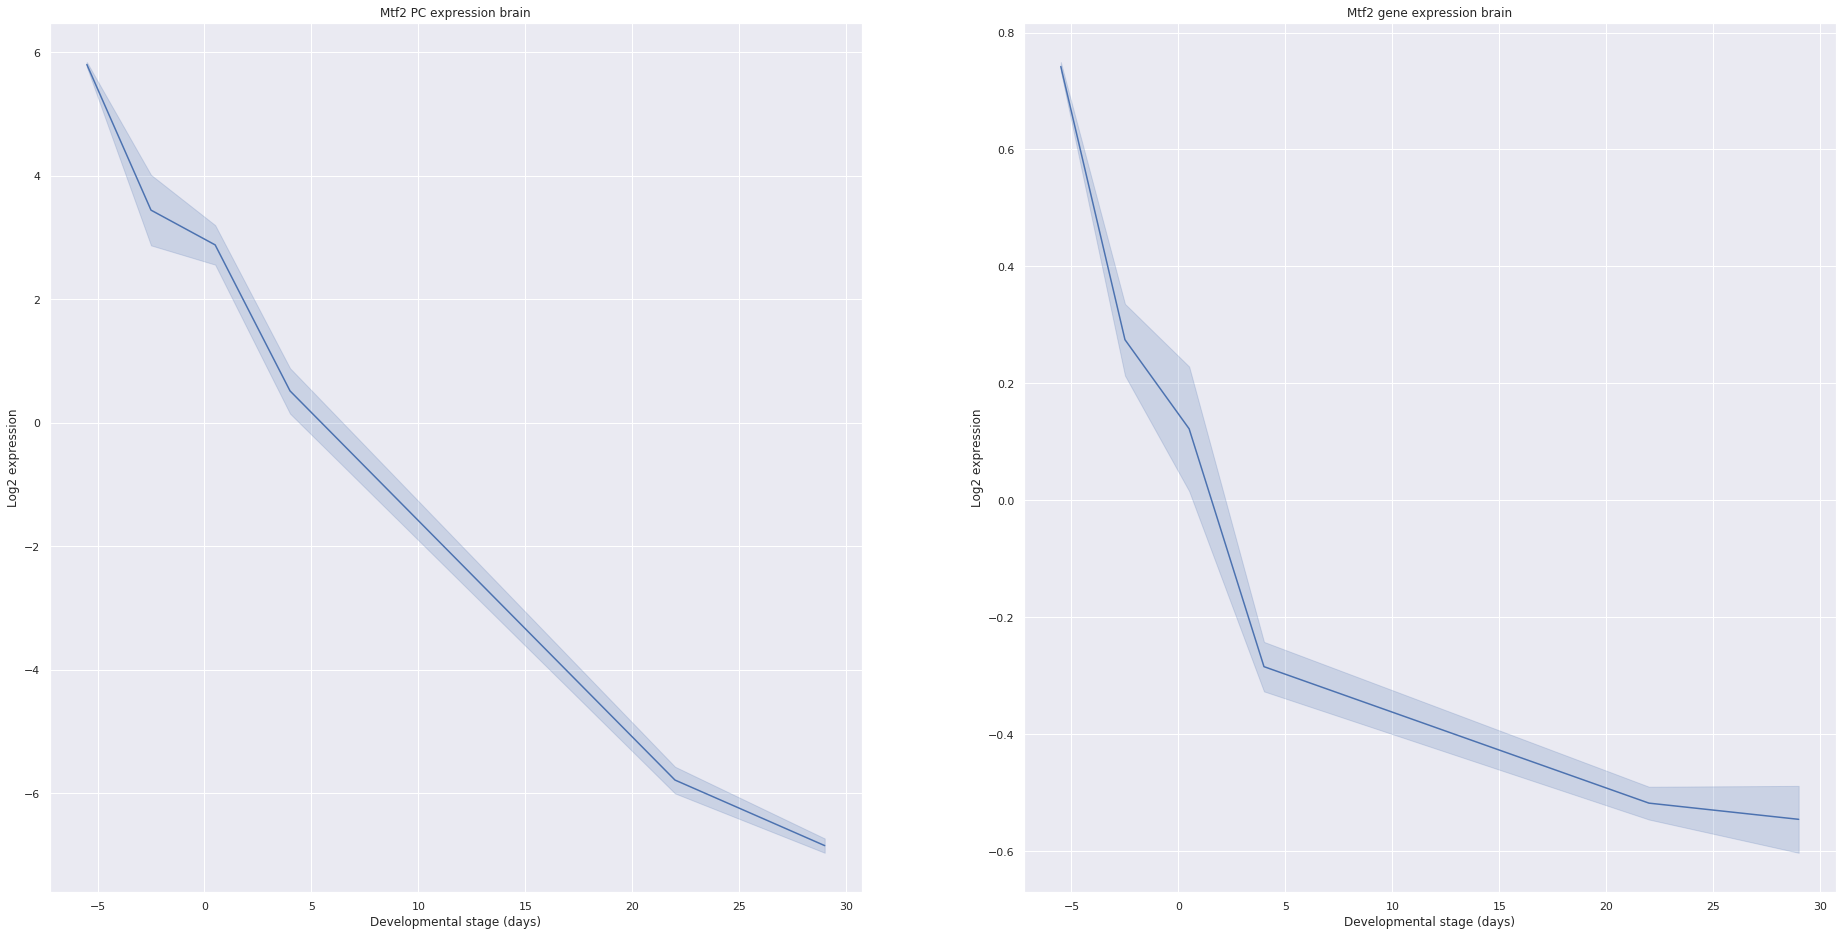 Mtf2 PC expression brain
Log2 expression
6
4
2
0
−2
−4
−6
−5 0 5 10 15 20 25 30
Developmental stage (days)
Mtf2 gene expression brain
Log2 expression
0.8
0.6
0.4
0.2
0.0
−0.2
−0.4
−0.6
−5 0 5 10 15 20 25 30
Developmental stage (days)